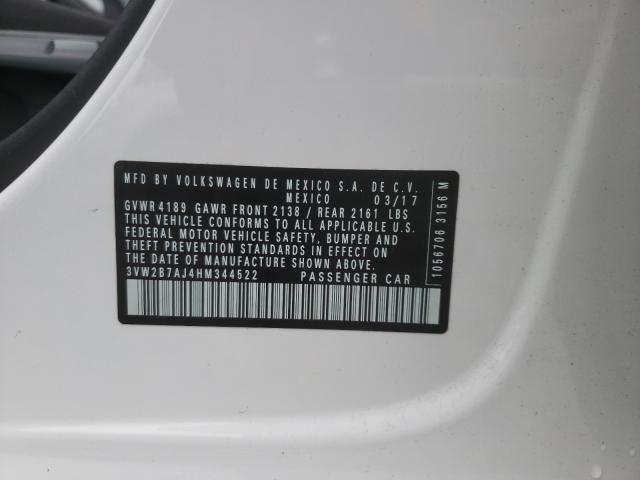 MFD BY VOLKSWAGEN DE MEXICO S.A. DE C.V.
MEXICO 03/17
GVWR 4189 GAWR FRONT 2138 / REAR 2161 LBS
THIS VEHICLE CONFORMS TO ALL APPLICABLE U.S.
FEDERAL MOTOR VEHICLE SAFETY, BUMPER AND
THEFT PREVENTION STANDARDS IN EFFECT ON
THE DATE OF MANUFACTURE SHOWN ABOVE
3VW2B7AJ4HM344522 PASSENGER CAR
1056706 3156 M